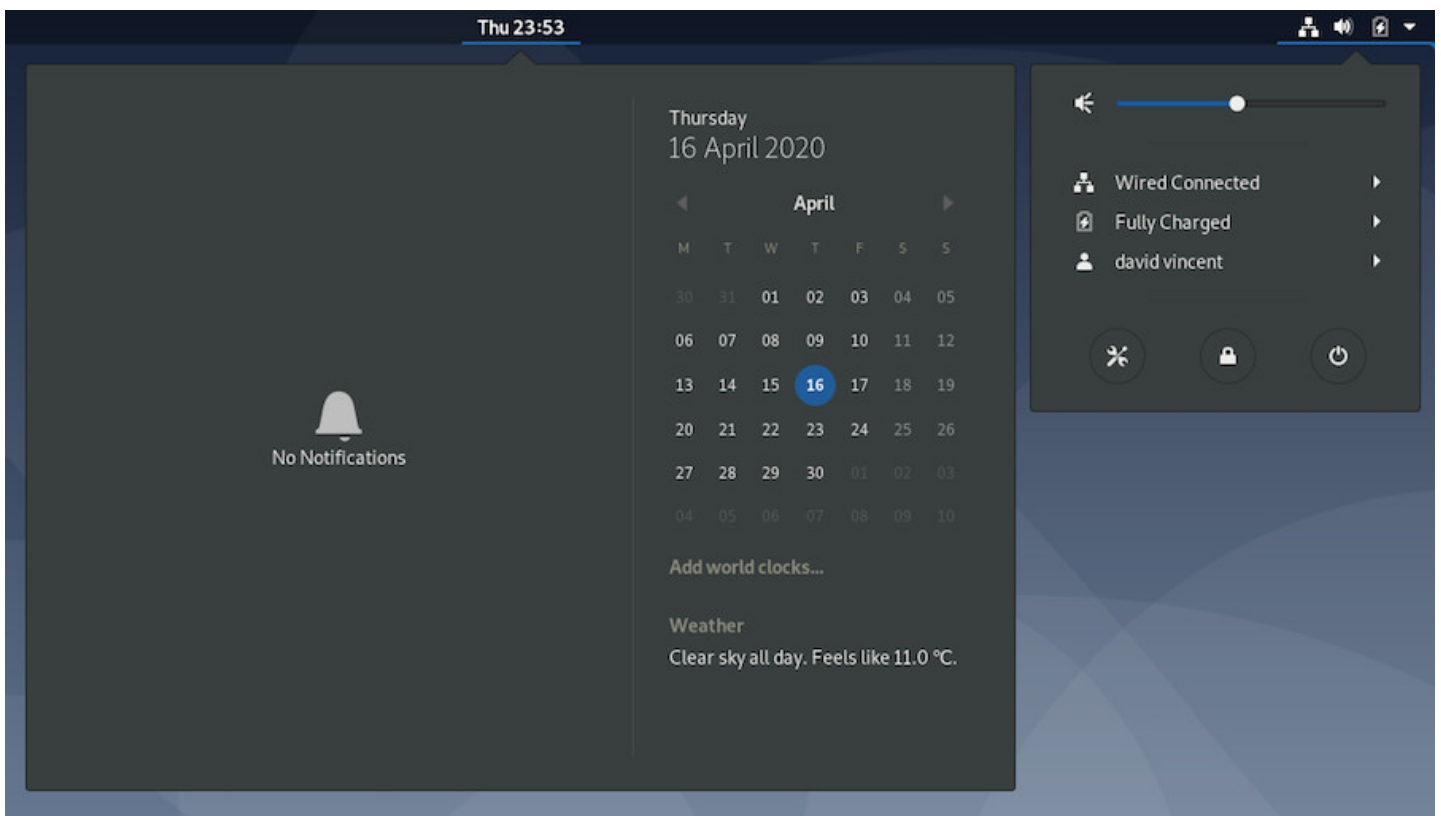 Thu 23:53
Thursday
16 April 2020
April
M T W T F S S
30 31 01 02 03 04 05
06 07 08 09 10 11 12
13 14 15 16 17 18 19
20 21 22 23 24 25 26
27 28 29 30 01 02 03
04 05 06 07 08 09 10
Add world clocks...
Weather
Clear sky all day. Feels like 11.0 °C.
No Notifications
Wired Connected
Fully Charged
david vincent